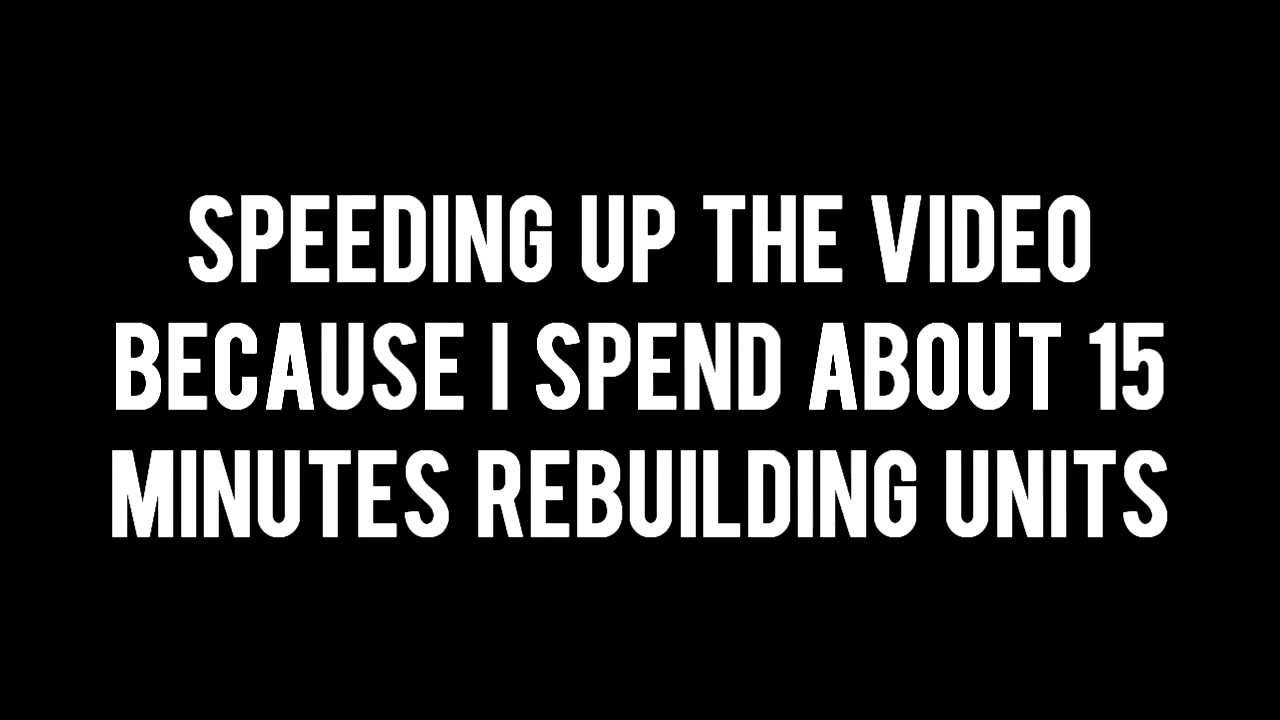 SPEEDING UP THE VIDEO
BECAUSE I SPEND ABOUT 15
MINUTES REBUILDING UNITS